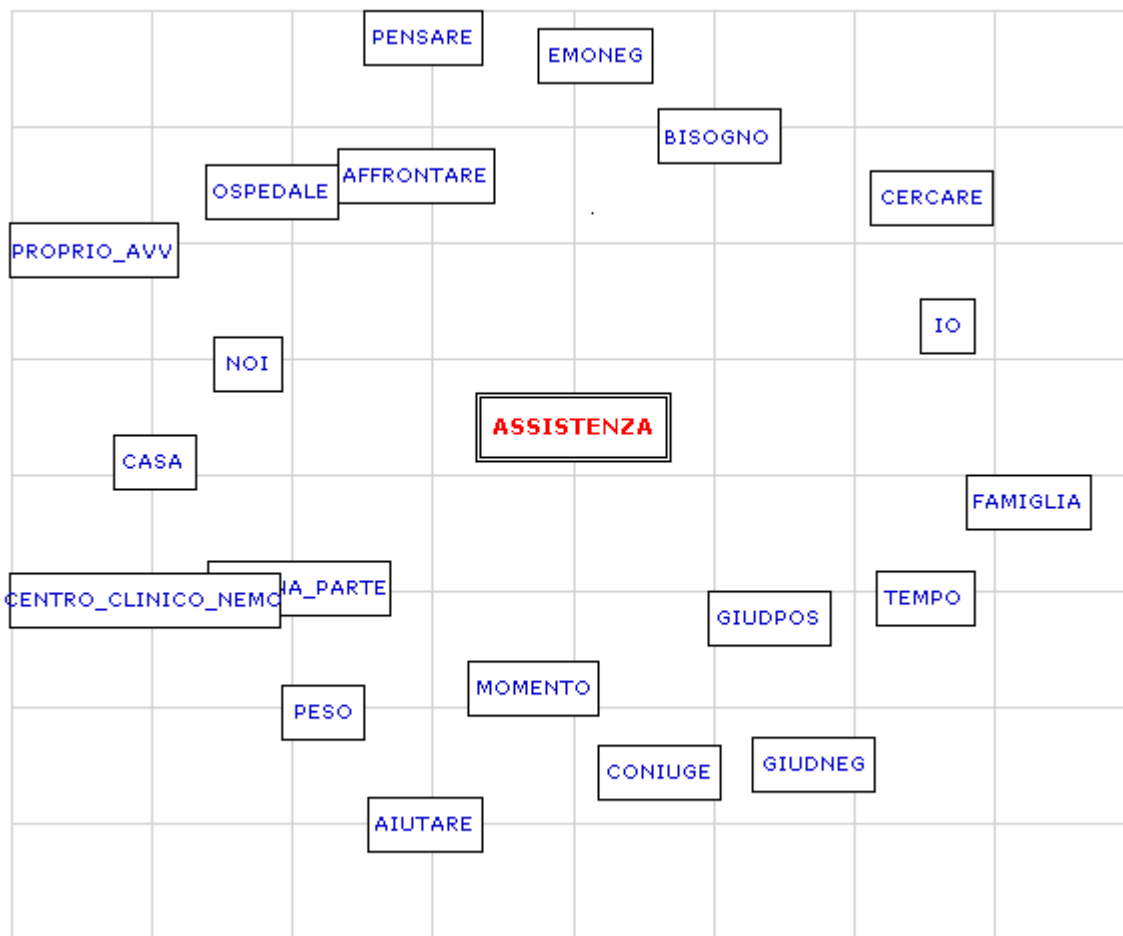 PENSARE
EMONEG
BISOGNO
AFFRONTARE
OSPEDALE
CERCARE
PROPRIO_AVV
IO
NOI
ASSISTENZA
CASA
FAMIGLIA
CENTRO_CLINICO_NEMO
TEMPO
GIUDPOS
MOMENTO
PESO
GIUDNEG
CONIUGE
AIUTARE